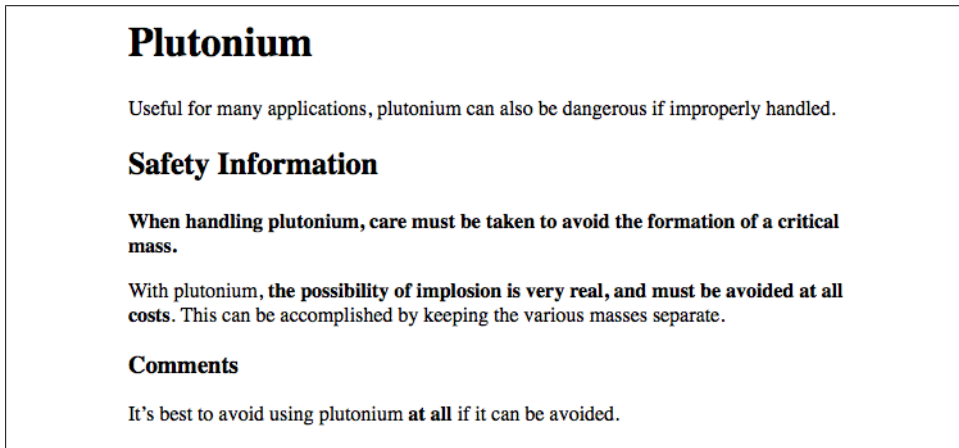 Plutonium
Useful for many applications, plutonium can also be dangerous if improperly handled.
Safety Information
When handling plutonium, care must be taken to avoid the formation of a critical
mass.
With plutonium, the possibility of implosion is very real, and must be avoided at all
costs. This can be accomplished by keeping the various masses separate.
Comments
It’s best to avoid using plutonium at all if it can be avoided.